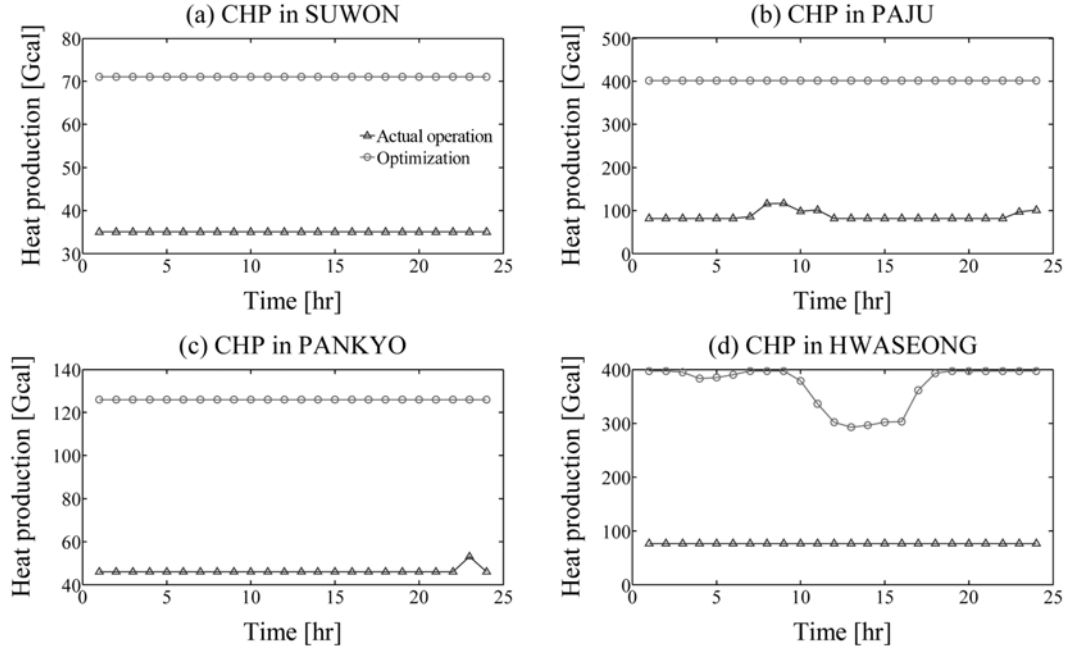 (a) CHP in SUWON
Heat production [Gcal]
80
70
60
50
40
30
Actual operation
Optimization
0 5 10 15 20 25
Time [hr]
(b) CHP in PAJU
Heat production [Gcal]
500
400
300
200
100
0
0 5 10 15 20 25
Time [hr]
(c) CHP in PANKYO
Heat production [Gcal]
140
120
100
80
60
40
0 5 10 15 20 25
Time [hr]
(d) CHP in HWASEONG
Heat production [Gcal]
400
300
200
100
0
0 5 10 15 20 25
Time [hr]